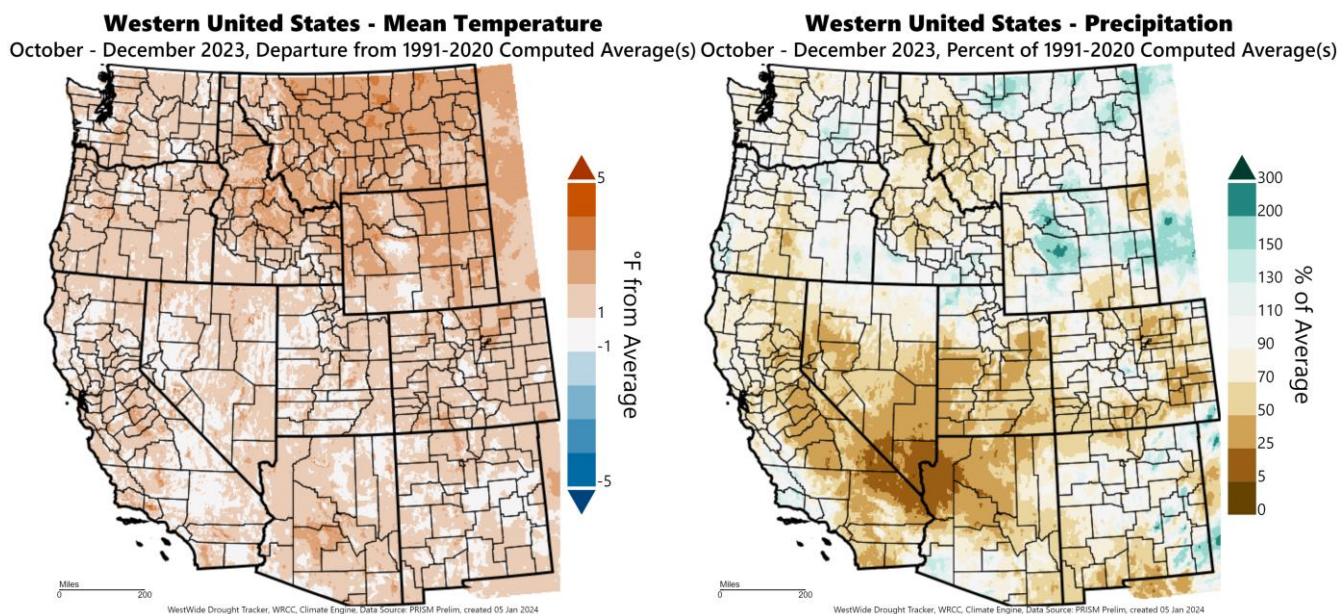 Western United States - Mean Temperature
October - December 2023, Departure from 1991-2020 Computed Average(s)
5
1
-1
-5
°F from Average
Miles
0 200
WestWide Drought Tracker, WRCC, Climate Engine, Data Source: PRISM Prelim, created 05 Jan 2024
Western United States - Precipitation
October - December 2023, Percent of 1991-2020 Computed Average(s)
300
200
150
130
110
90
70
50
25
5
0
% of Average
Miles
0 200
WestWide Drought Tracker, WRCC, Climate Engine, Data Source: PRISM Prelim, created 05 Jan 2024